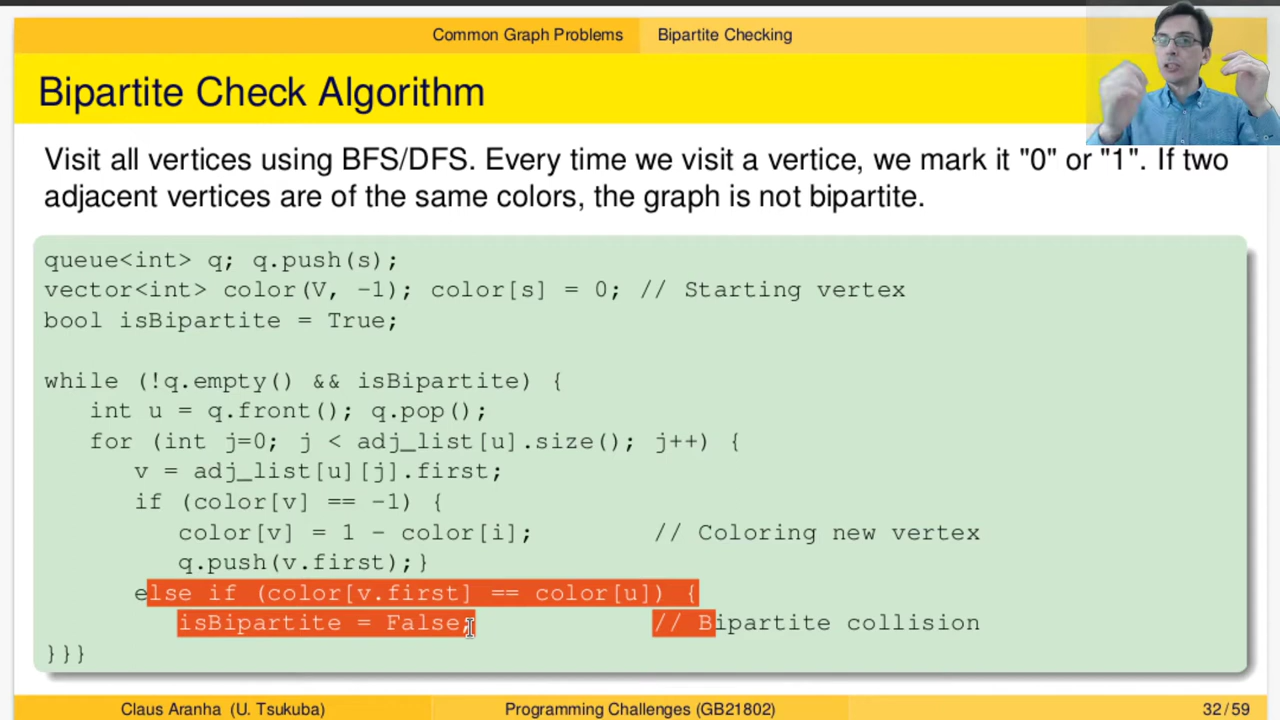 Common Graph Problems Bipartite Checking
Bipartite Check Algorithm
Visit all vertices using BFS/DFS. Every time we visit a vertice, we mark it "0" or "1". If two
adjacent vertices are of the same colors, the graph is not bipartite.
queue<int> q; q.push(s);
vector<int> color(V, -1); color[s] = 0; // Starting vertex
bool isBipartite = True;
while (!q.empty() && isBipartite) {
int u = q.front(); q.pop();
for (int j=0; j < adj_list[u].size(); j++) {
v = adj_list[u][j].first;
if (color[v] == -1) {
color[v] = 1 - color[i]; // Coloring new vertex
q.push(v.first);}
else if (color[v.first] == color[u]) {
isBipartite = False; // Bipartite collision
}}}
Claus Aranha (U. Tsukuba) Programming Challenges (GB21802) 32 / 59